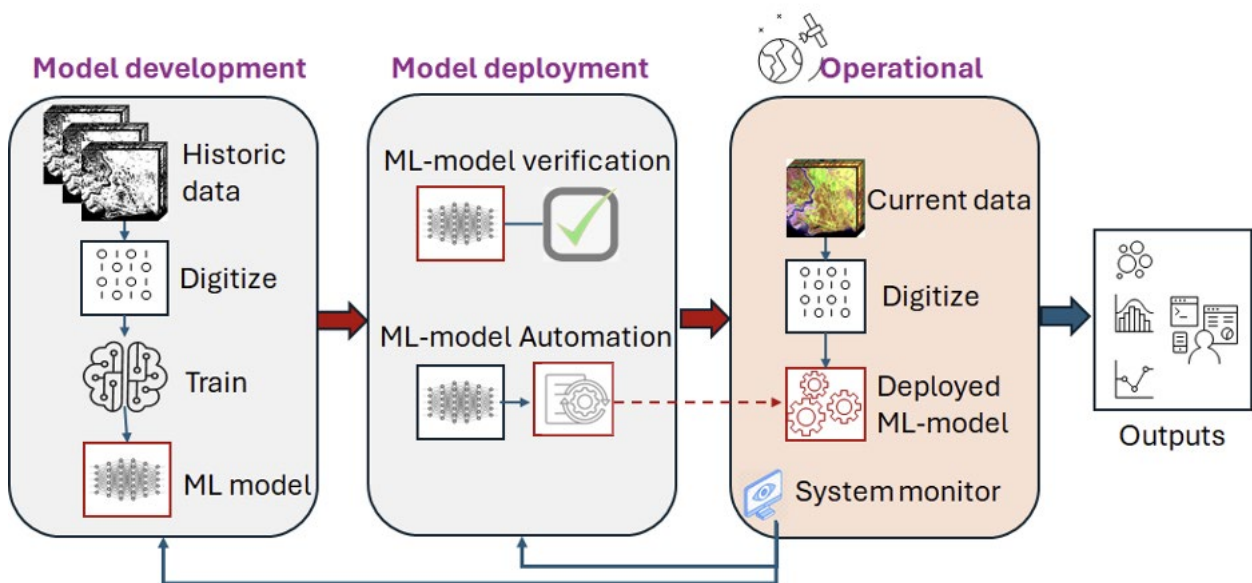 Model development
Historic
data
Digitize
Train
ML model
Model deployment
ML-model verification
ML-model Automation
Operational
Current data
Digitize
Deployed
ML-model
System monitor
Outputs